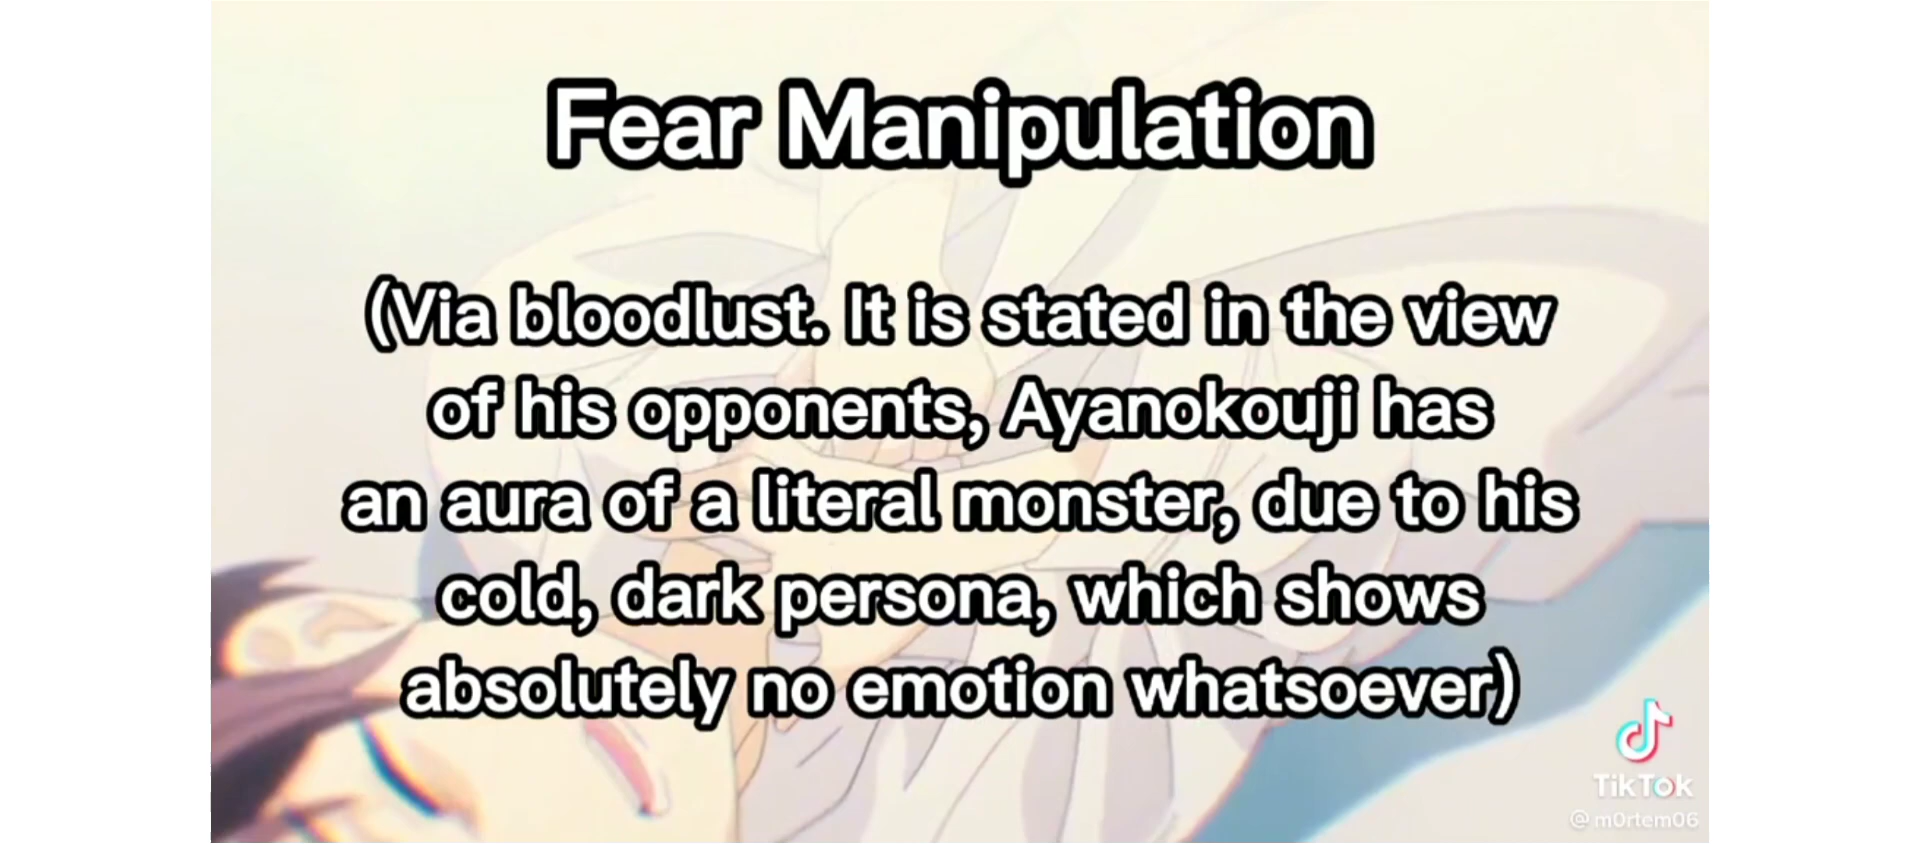 Fear Manipulation
(Via bloodlust. It is stated in the view
of his opponents, Ayanokouji has
an aura of a literal monster, due to his
cold, dark persona, which shows
absolutely no emotion whatsoever)
TikTok
@m0rtem06